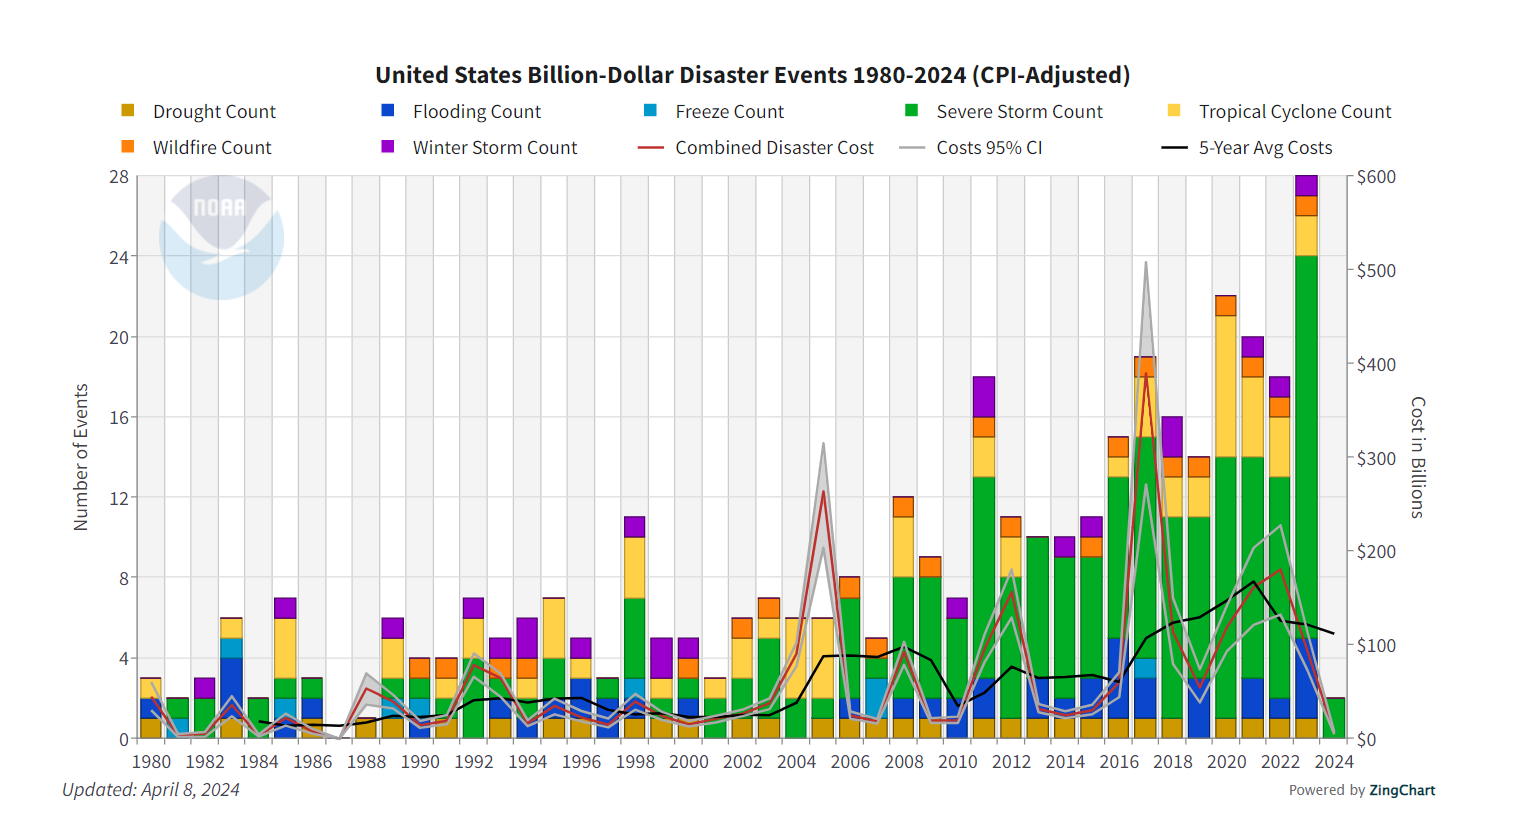 United States Billion-Dollar Disaster Events 1980-2024 (CPI-Adjusted)
Drought Count
Flooding Count
Freeze Count
Severe Storm Count
Tropical Cyclone Count
Wildfire Count
Winter Storm Count
Combined Disaster Cost
Costs 95% CI
5-Year Avg Costs
NOAA
Number of Events
28
24
20
16
12
8
4
0
$600
$500
$400
$300
$200
$100
$0
Cost in Billions
1980 1982 1984 1986 1988 1990 1992 1994 1996 1998 2000 2002 2004 2006 2008 2010 2012 2014 2016 2018 2020 2022 2024
Updated: April 8, 2024
Powered by ZingChart